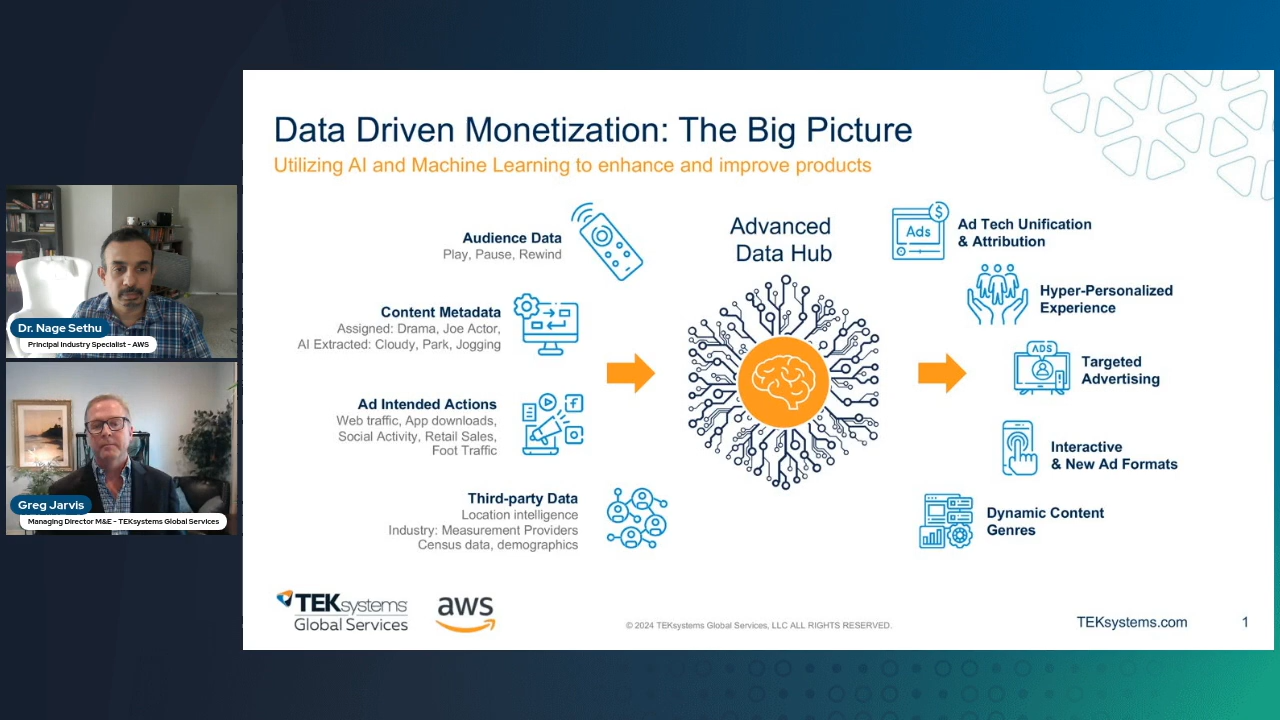 Data Driven Monetization: The Big Picture
Utilizing AI and Machine Learning to enhance and improve products
Audience Data
Play, Pause, Rewind
Content Metadata
Assigned: Drama, Joe Actor,
AI Extracted: Cloudy, Park, Jogging
Ad Intended Actions
Web traffic, App downloads,
Social Activity, Retail Sales,
Foot Traffic
Third-party Data
Location intelligence
Industry: Measurement Providers
Census data, demographics
Advanced
Data Hub
Ads
$
Ad Tech Unification
& Attribution
Hyper-Personalized
Experience
ADS
Targeted
Advertising
Interactive
& New Ad Formats
Dynamic Content
Genres
Dr. Nage Sethu
Principal Industry Specialist - AWS
Greg Jarvis
Managing Director M&E - TEKsystems Global Services
TEKsystems
Global Services
aws
© 2024 TEKsystems Global Services, LLC ALL RIGHTS RESERVED.
TEKsystems.com
1